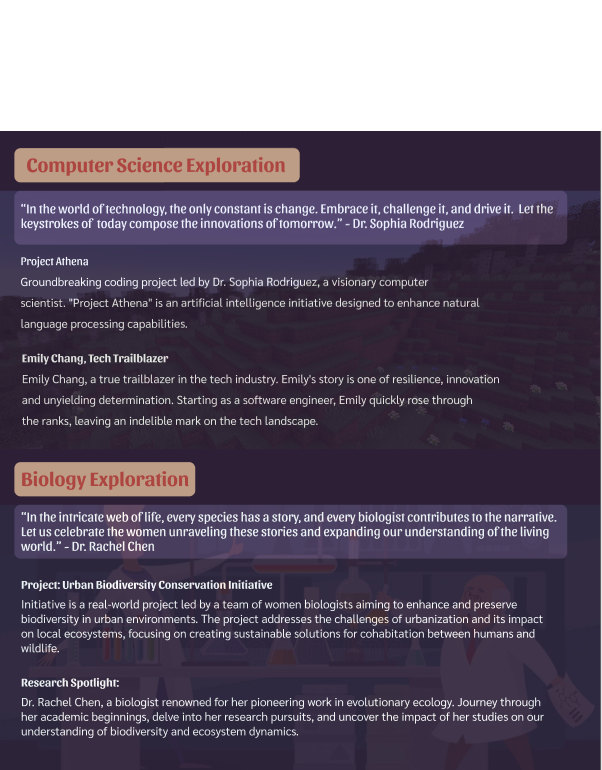 Computer Science Exploration
“In the world of technology, the only constant is change. Embrace it, challenge it, and drive it.  Let the
keystrokes of  today compose the innovations of tomorrow.” - Dr. Sophia Rodriguez
Project Athena
Groundbreaking coding project led by Dr. Sophia Rodriguez, a visionary computer
scientist. "Project Athena" is an artificial intelligence initiative designed to enhance natural
language processing capabilities.
Emily Chang, Tech Trailblazer
Emily Chang, a true trailblazer in the tech industry. Emily's story is one of resilience, innovation
and unyielding determination. Starting as a software engineer, Emily quickly rose through
the ranks, leaving an indelible mark on the tech landscape.
Biology Exploration
“In the intricate web of life, every species has a story, and every biologist contributes to the narrative.
Let us celebrate the women unraveling these stories and expanding our understanding of the living
world.” - Dr. Rachel Chen
Project: Urban Biodiversity Conservation Initiative
Initiative is a real-world project led by a team of women biologists aiming to enhance and preserve
biodiversity in urban environments. The project addresses the challenges of urbanization and its impact
on local ecosystems, focusing on creating sustainable solutions for cohabitation between humans and
wildlife.
Research Spotlight:
Dr. Rachel Chen, a biologist renowned for her pioneering work in evolutionary ecology. Journey through
her academic beginnings, delve into her research pursuits, and uncover the impact of her studies on our
understanding of biodiversity and ecosystem dynamics.